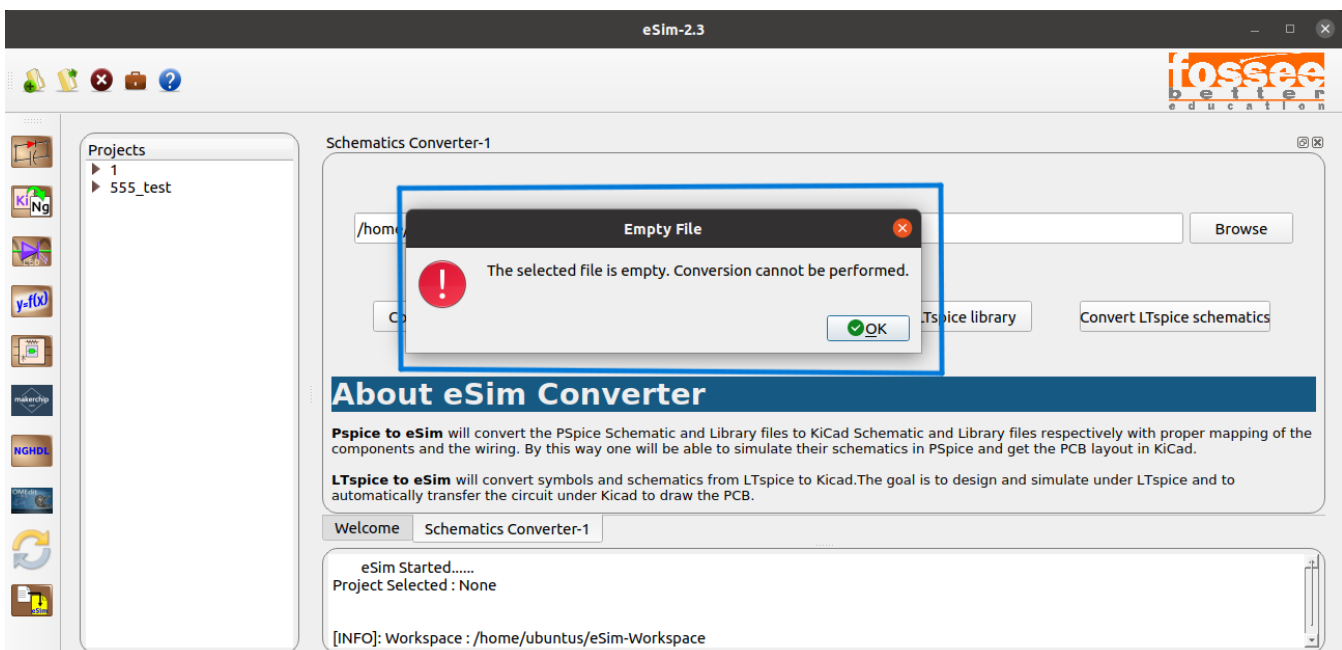 eSim-2.3
fossee
better
education
Projects
1
555_test
Schematics Converter-1
/home/
Browse
Empty File
The selected file is empty. Conversion cannot be performed.
OK
Tspice library
Convert LTspice schematics
About eSim Converter
Pspice to eSim will convert the PSpice Schematic and Library files to KiCad Schematic and Library files respectively with proper mapping of the
components and the wiring. By this way one will be able to simulate their schematics in PSpice and get the PCB layout in KiCad.
LTspice to eSim will convert symbols and schematics from LTspice to Kicad.The goal is to design and simulate under LTspice and to
automatically transfer the circuit under Kicad to draw the PCB.
Welcome
Schematics Converter-1
eSim Started......
Project Selected : None
[INFO]: Workspace : /home/ubuntus/eSim-Workspace
Ki
Ng
y=f(x)
makerchip
NGHDL
eSim